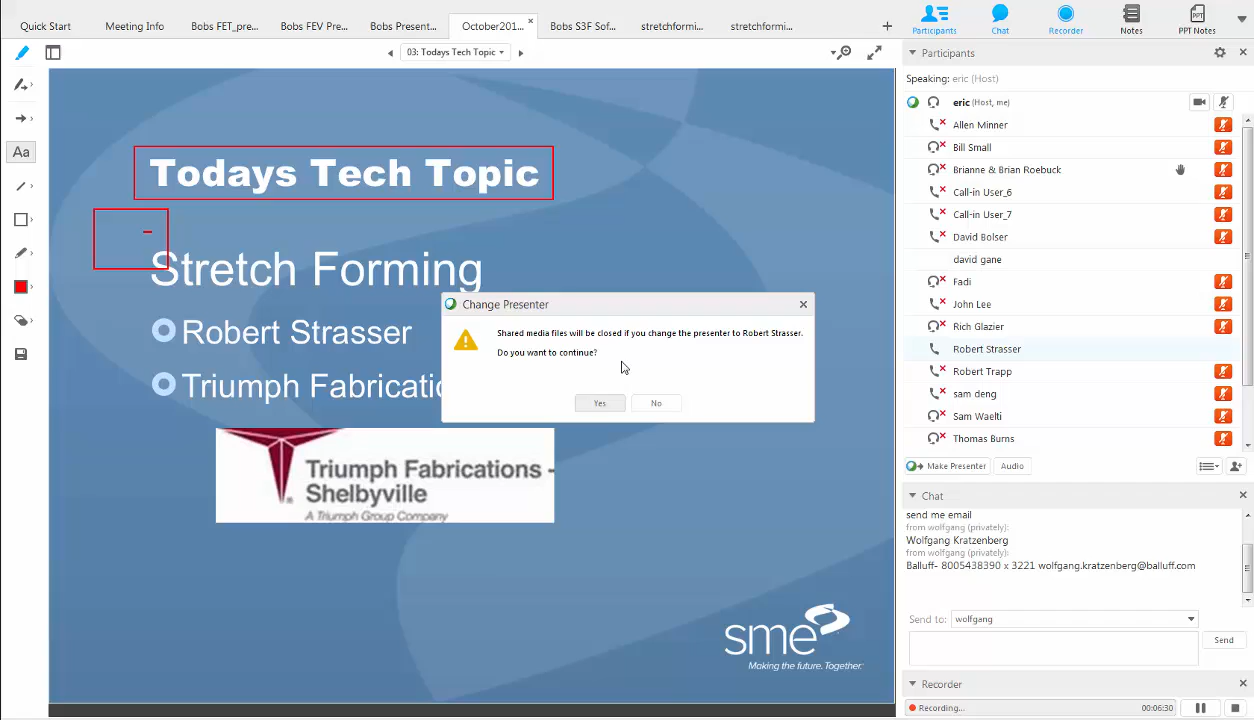 Quick Start
Meeting Info
Bobs FET_pre...
Bobs FEV Pre...
Bobs Present...
October201...
Bobs S3F Sof...
stretchformi...
stretchformi...
Participants
Chat
Recorder
Notes
PPT
PPT Notes
03: Todays Tech Topic
Aa
Todays Tech Topic
Stretch Forming
Robert Strasser
Triumph Fabricatio
Triumph Fabrications -
Shelbyville
A Triumph Group Company
sme
Making the future. Together.
Change Presenter
Shared media files will be closed if you change the presenter to Robert Strasser.
Do you want to continue?
Yes
No
Participants
Speaking: eric (Host)
eric (Host, me)
Allen Minner
Bill Small
Brianne & Brian Roebuck
Call-in User_6
Call-in User_7
David Bolser
david gane
Fadi
John Lee
Rich Glazier
Robert Strasser
Robert Trapp
sam deng
Sam Waelti
Thomas Burns
Make Presenter
Audio
Chat
send me email
from wolfgang (privately):
Wolfgang Kratzenberg
from wolfgang (privately):
Balluff- 8005438390 x 3221 wolfgang.kratzenberg@balluff.com
Send to: wolfgang
Send
Recorder
Recording... 00:06:30